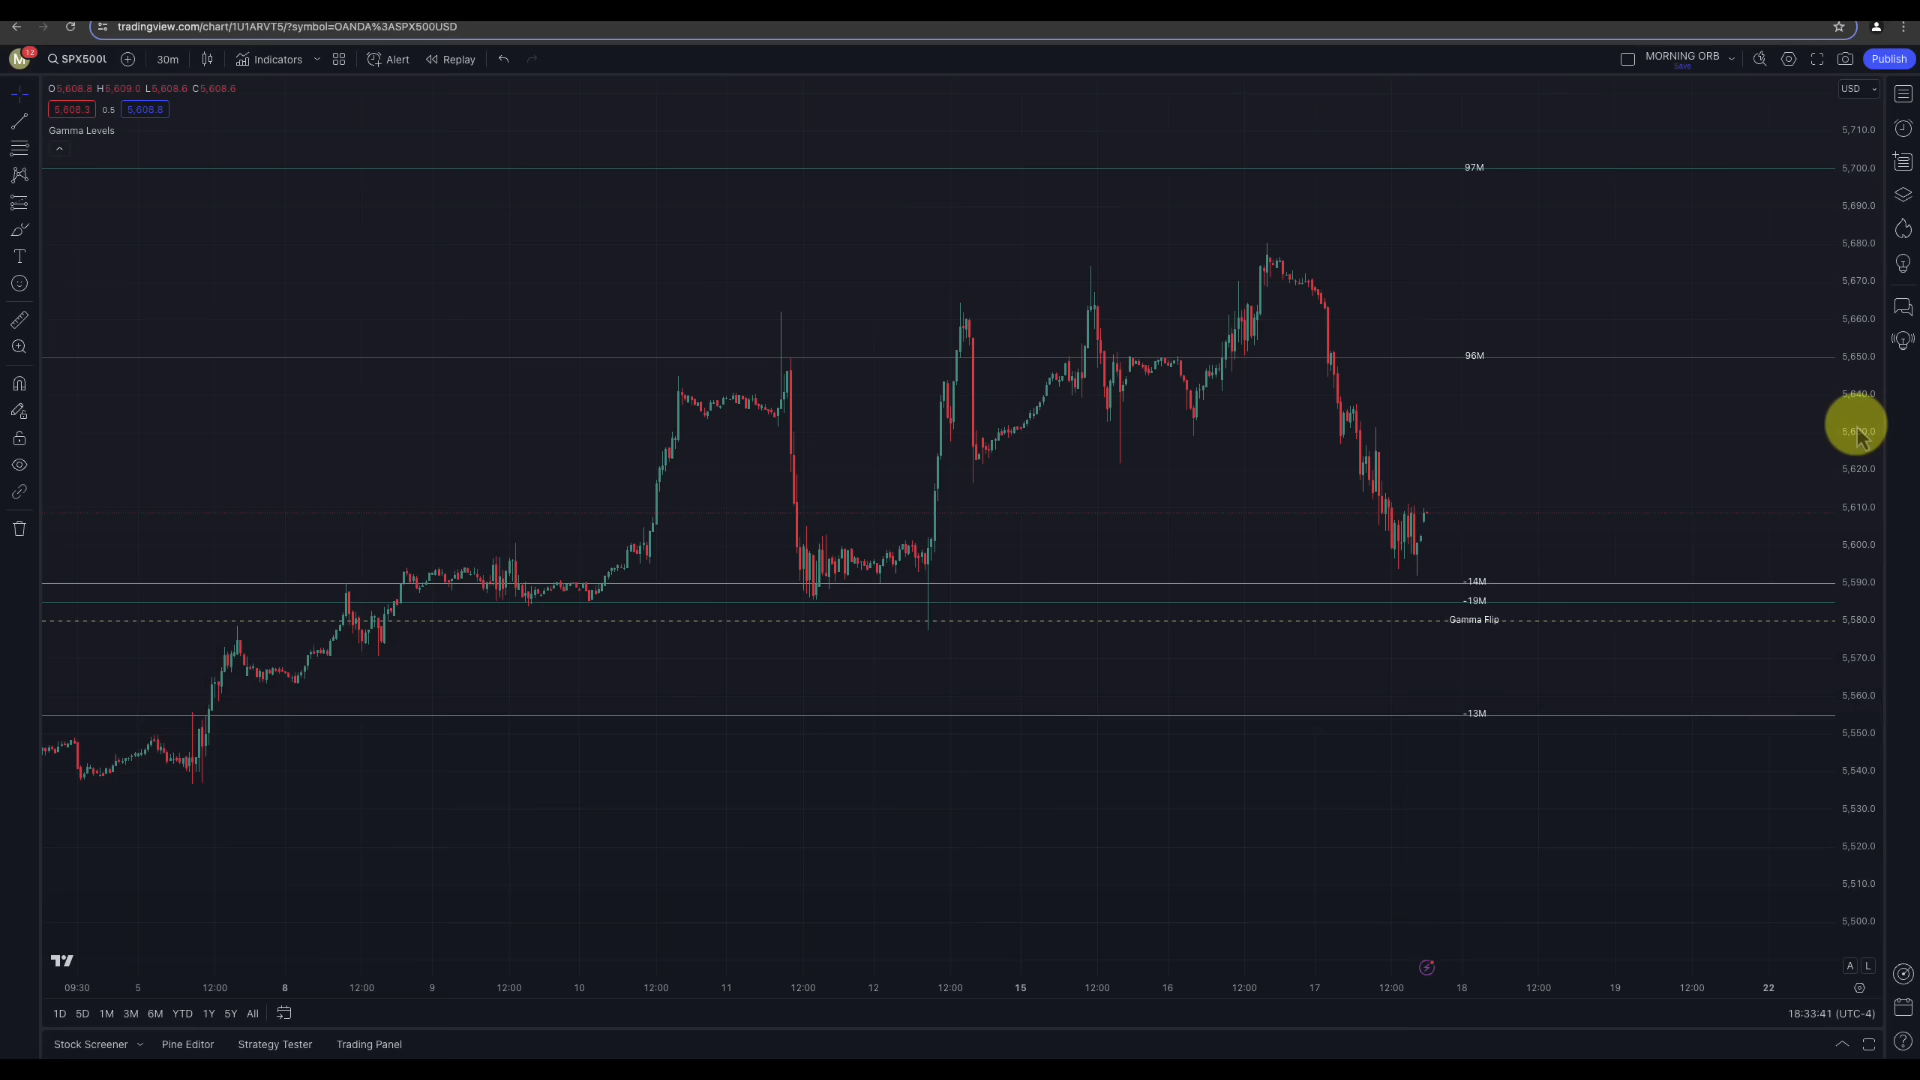 tradingview.com/chart/1U1ARVT5/?symbol=OANDA%3ASPX500USD
M 12 SPX500U 30m Indicators Alert Replay MORNING ORB Save Publish
O5,608.8 H5,609.0 L5,608.6 C5,608.6 USD
5,608.3 0.5 5,608.8
Gamma Levels
5,710.0
97M 5,700.0
5,690.0
5,680.0
5,670.0
5,660.0
96M 5,650.0
5,640.0
5,620.0
5,610.0
5,600.0
-14M 5,590.0
-19M
Gamma Flip 5,580.0
5,570.0
5,560.0
-13M
5,550.0
5,540.0
5,530.0
5,520.0
5,510.0
5,500.0
A L
09:30 5 12:00 8 12:00 9 12:00 10 12:00 11 12:00 12 12:00 15 12:00 16 12:00 17 12:00 18 12:00 19 12:00 22
1D 5D 1M 3M 6M YTD 1Y 5Y All 18:33:41 (UTC-4)
Stock Screener Pine Editor Strategy Tester Trading Panel